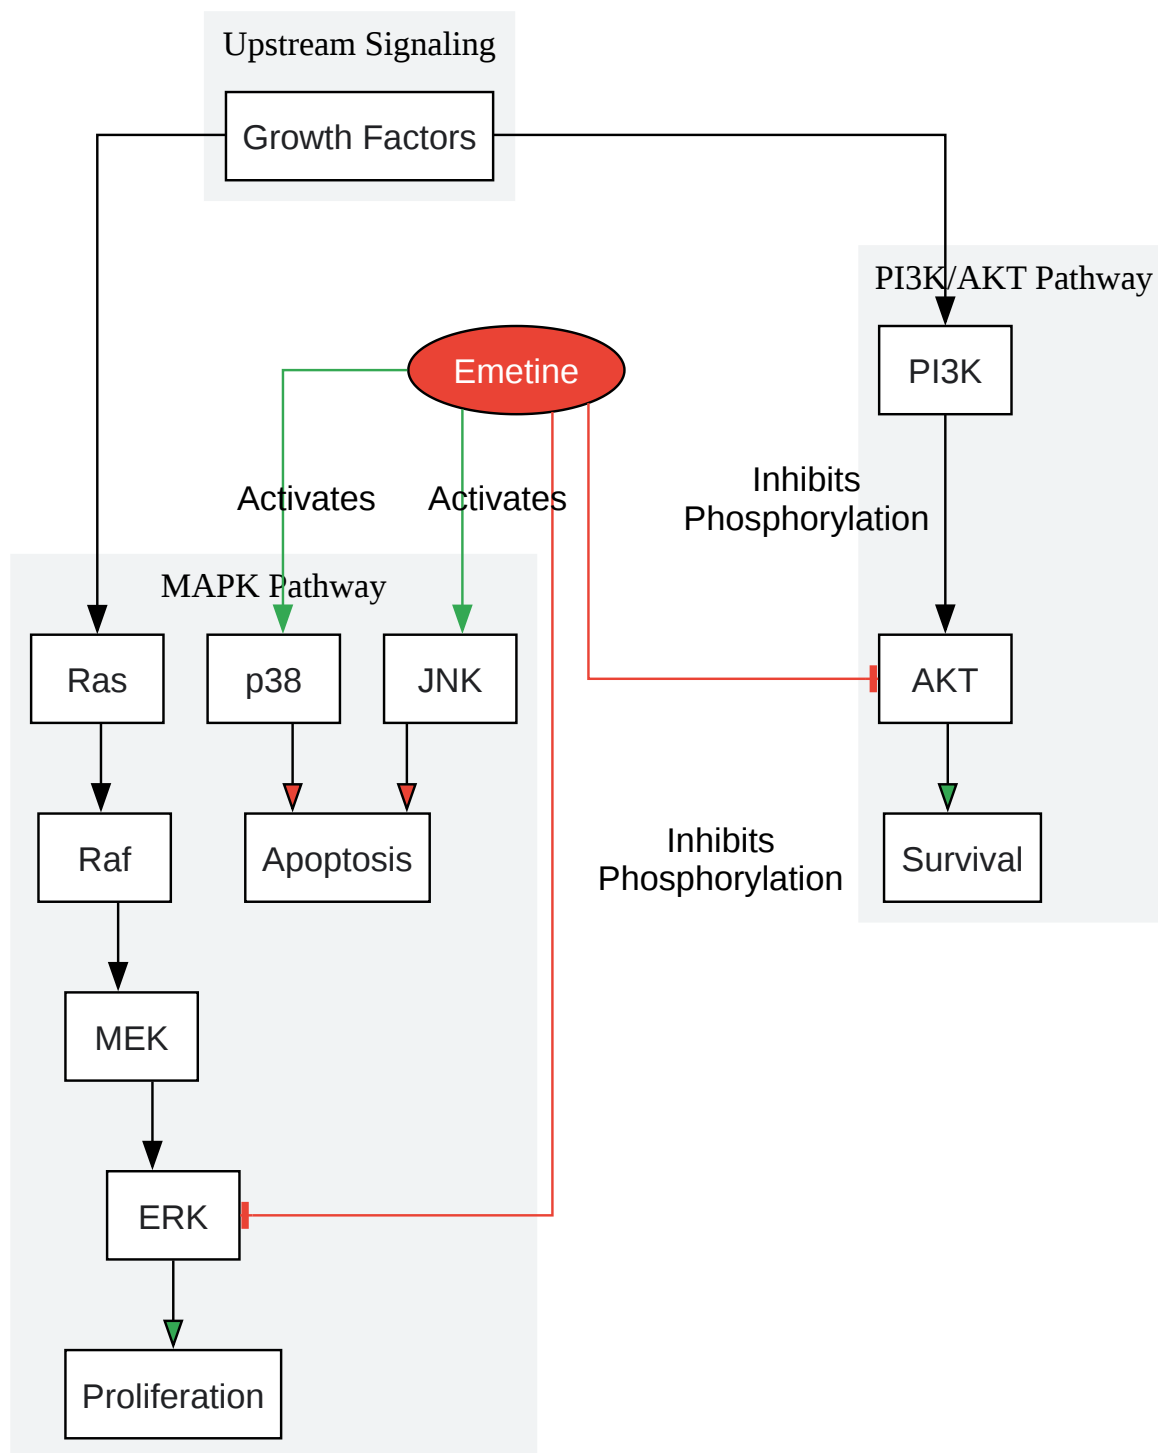 Upstream Signaling
Growth Factors
PI3K/AKT Pathway
Emetine
PI3K
Activates
Activates
Inhibits
Phosphorylation
MAPK Pathway
Ras
p38
JNK
AKT
Raf
Apoptosis
Inhibits
Phosphorylation
Survival
MEK
ERK
Proliferation